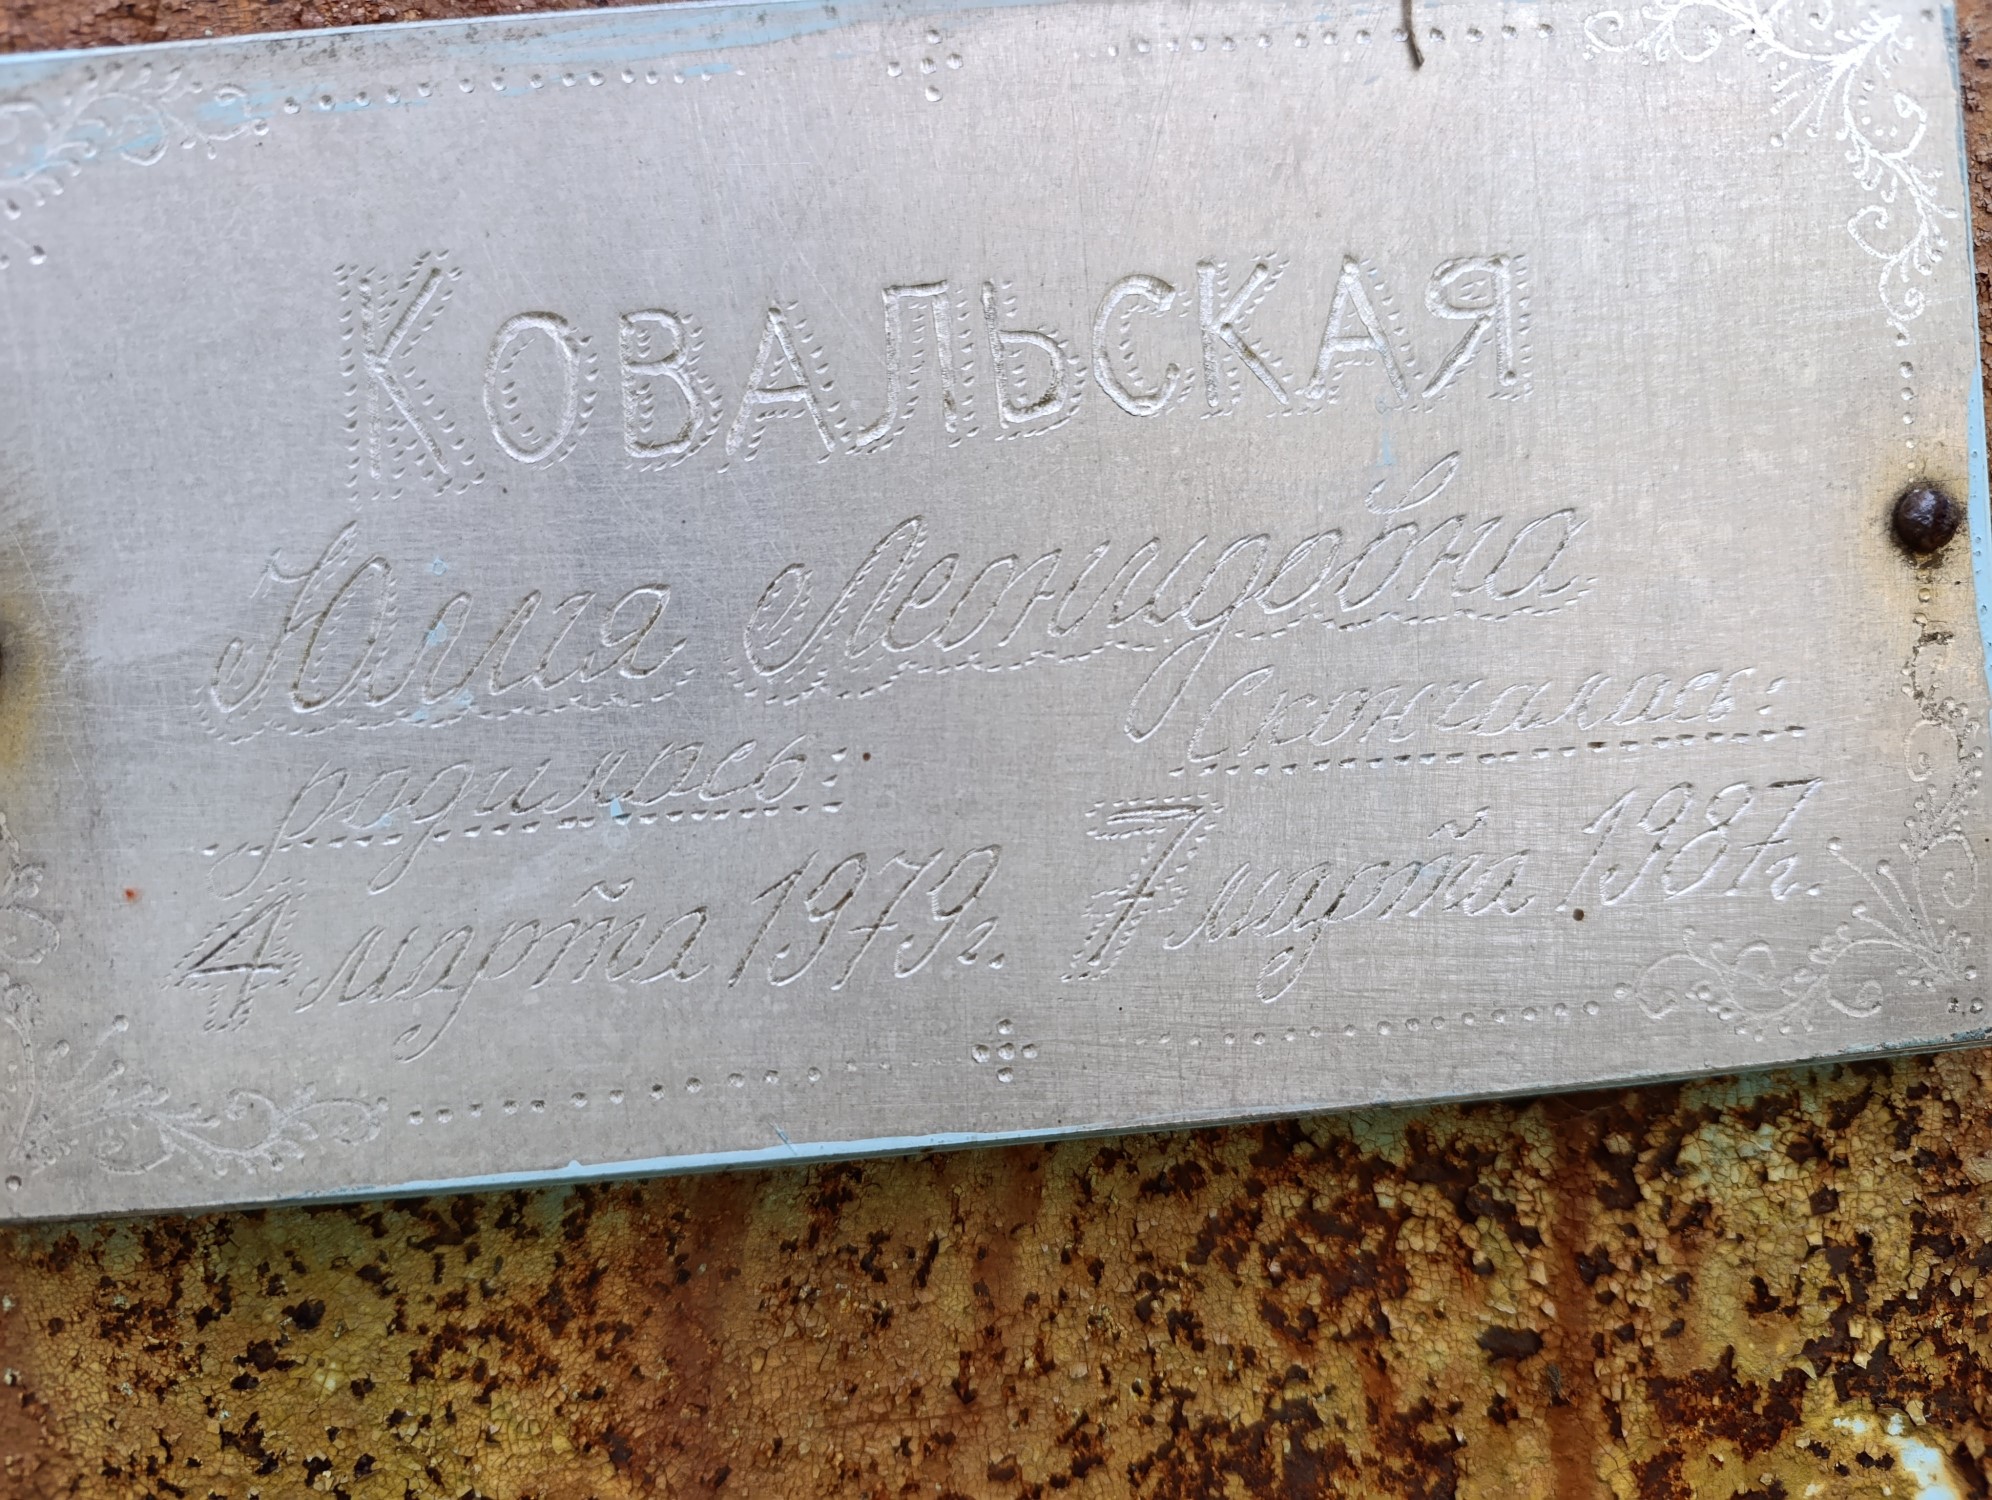 Ковальская
Юлия Леонидовна
родилась: Скончалась:
4 марта 1979г. 7 марта 1987г.